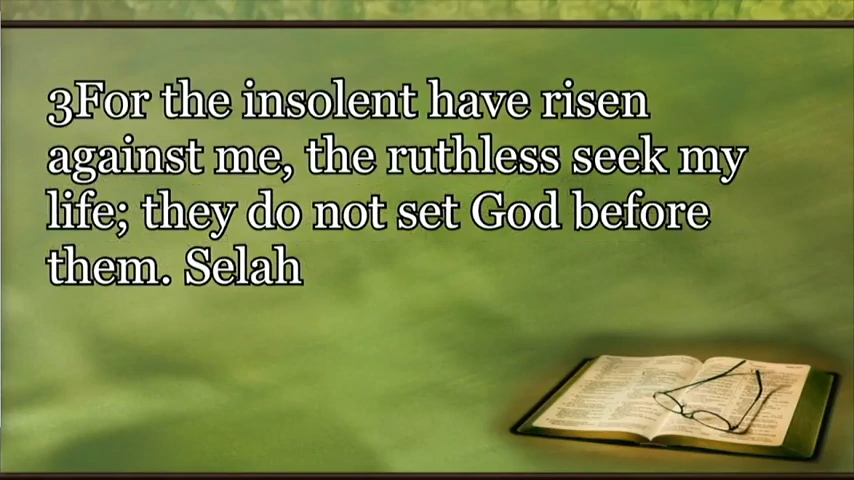 3For the insolent have risen
against me, the ruthless seek my
life; they do not set God before
them. Selah